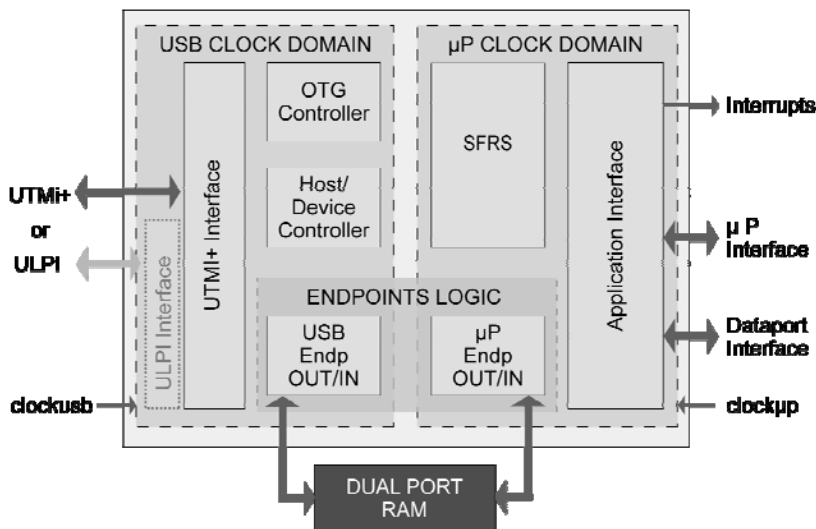 USB CLOCK DOMAIN
µP CLOCK DOMAIN
OTG
Controller
SFRS
Interrupts
UTMi+
or
ULPI
ULPI Interface
UTMI+ Interface
Host/
Device
Controller
Application Interface
µ P
Interface
ENDPOINTS LOGIC
USB
Endp
OUT/IN
µP
Endp
OUT/IN
Dataport
Interface
clockusb
clockµp
DUAL PORT
RAM